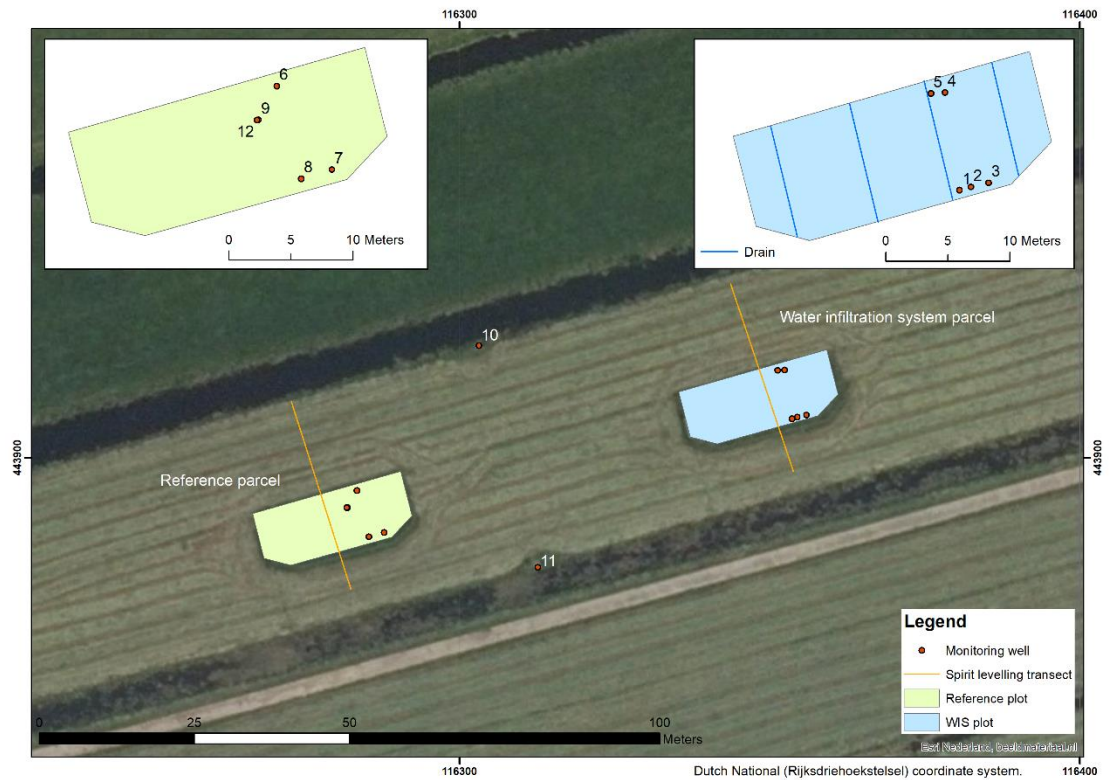 116300
116400
6
9
12
8
7
0
5
10 Meters
5
4
1
2
3
Drain
0
5
10 Meters
10
Water infiltration system parcel
443900
443900
Reference parcel
11
Legend
Monitoring well
Spirit levelling transect
Reference plot
WIS plot
0
25
50
100
Meters
Esri Nederland, beeldmateriaal.nl
116300
116400
Dutch National (Rijksdriehoekstelsel) coordinate system.